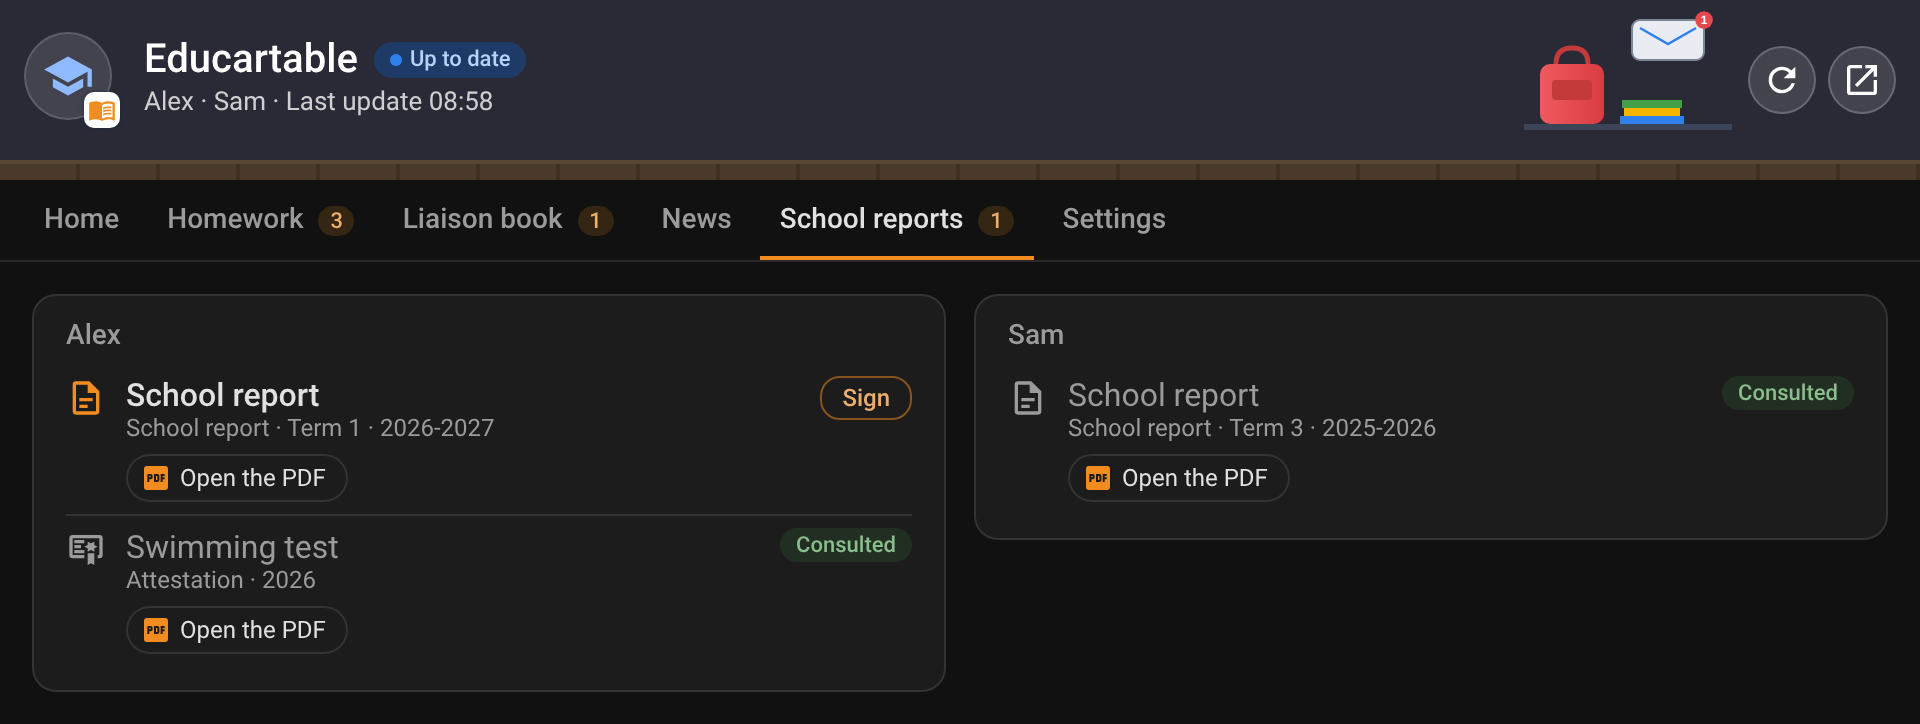 Educartable
Up to date
Alex · Sam · Last update 08:58
1
Home
Homework 3
Liaison book 1
News
School reports 1
Settings
Alex
School report
Sign
School report · Term 1 · 2026-2027
PDF Open the PDF
Swimming test
Consulted
Attestation · 2026
PDF Open the PDF
Sam
School report
Consulted
School report · Term 3 · 2025-2026
PDF Open the PDF